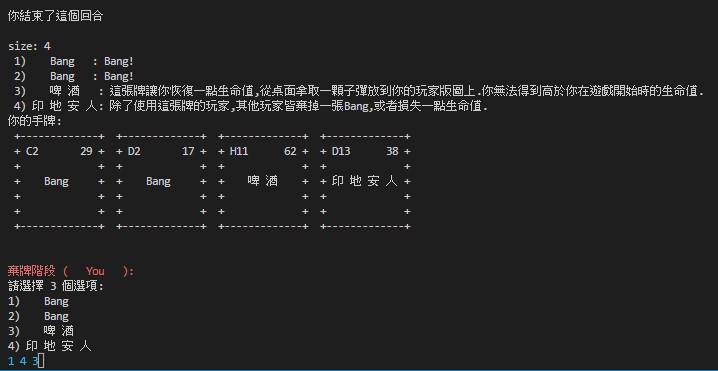 你結束了這個回合
size: 4
1) Bang : Bang!
2) Bang : Bang!
3) 啤 酒 : 這張牌讓你恢復一點生命值,從桌面拿取一顆子彈放到你的玩家版圖上.你無法得到高於你在遊戲開始時的生命值.
4) 印 地 安 人: 除了使用這張牌的玩家,其他玩家皆棄掉一張Bang,或者損失一點生命值.
你的手牌:
+-------------+ +-------------+ +-------------+ +-------------+
+ C2 29 + + D2 17 + + H11 62 + + D13 38 +
+ + + + + + + +
+ Bang + + Bang + + 啤 酒 + + 印 地 安 人 +
+ + + + + + + +
+ + + + + + + +
+-------------+ +-------------+ +-------------+ +-------------+
棄牌階段 ( You ):
請選擇 3 個選項:
1) Bang
2) Bang
3) 啤 酒
4) 印 地 安 人
1 4 3